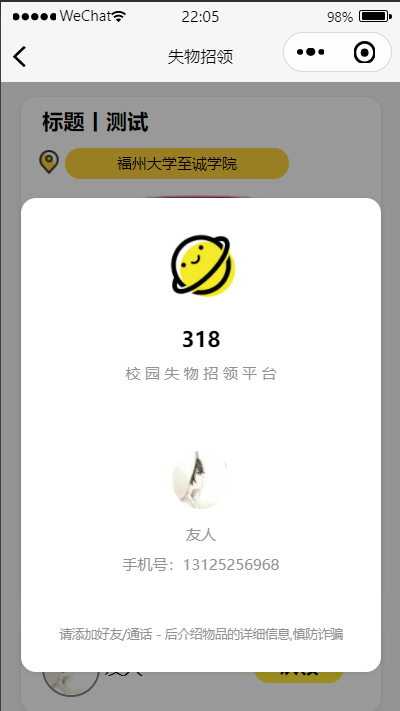 WeChat 22:05 98%
失物招领
标题丨测试
福州大学至诚学院
318
校园失物招领平台
友人
手机号：13125256968
请添加好友/通话 - 后介绍物品的详细信息,慎防诈骗